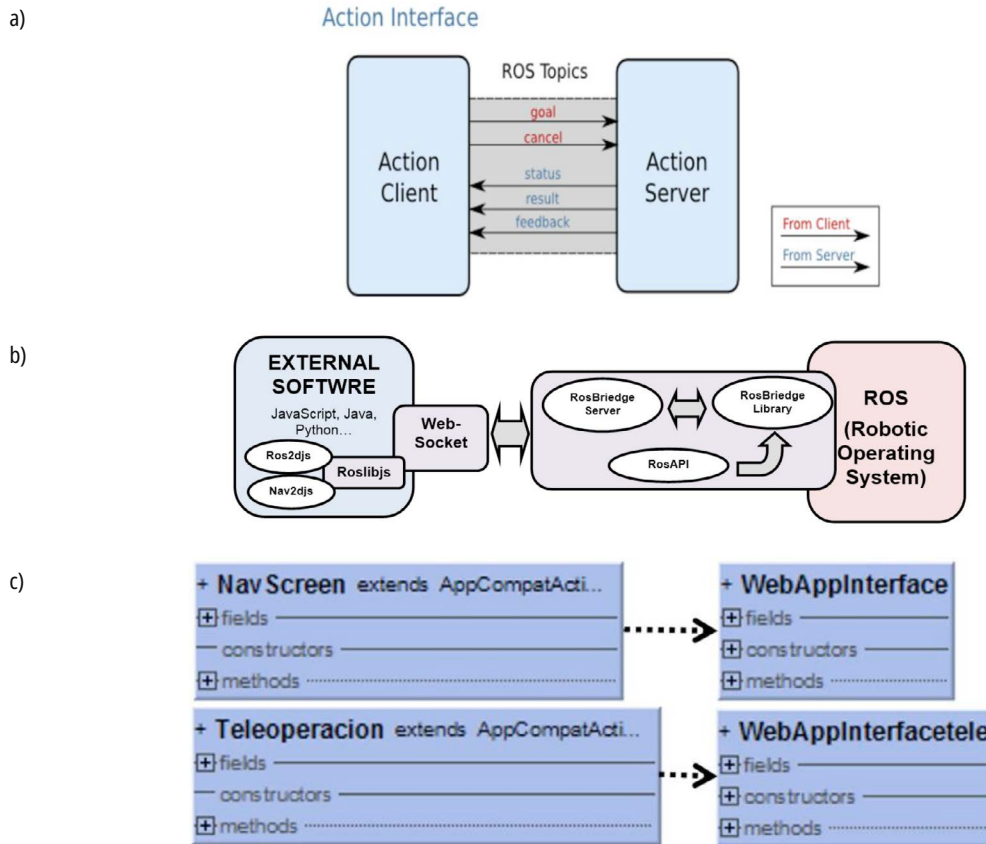 a)
Action Interface
ROS Topics
Action
Client
goal
cancel
status
result
feedback
Action
Server
From Client
From Server
b)
EXTERNAL
SOFTWRE
JavaScript, Java,
Python...
Ros2djs
Nav2djs
Roslibjs
Web-
Socket
RosBriedge
Server
RosBriedge
Library
RosAPI
ROS
(Robotic
Operating
System)
c)
+ NavScreen extends AppCompatActi...
+ fields
constructors
+ methods
+ WebAppInterface
+ fields
+ constructors
+ methods
+ Teleoperacion extends AppCompatActi...
+ fields
constructors
+ methods
+ WebAppInterfacetele
+ fields
+ constructors
+ methods